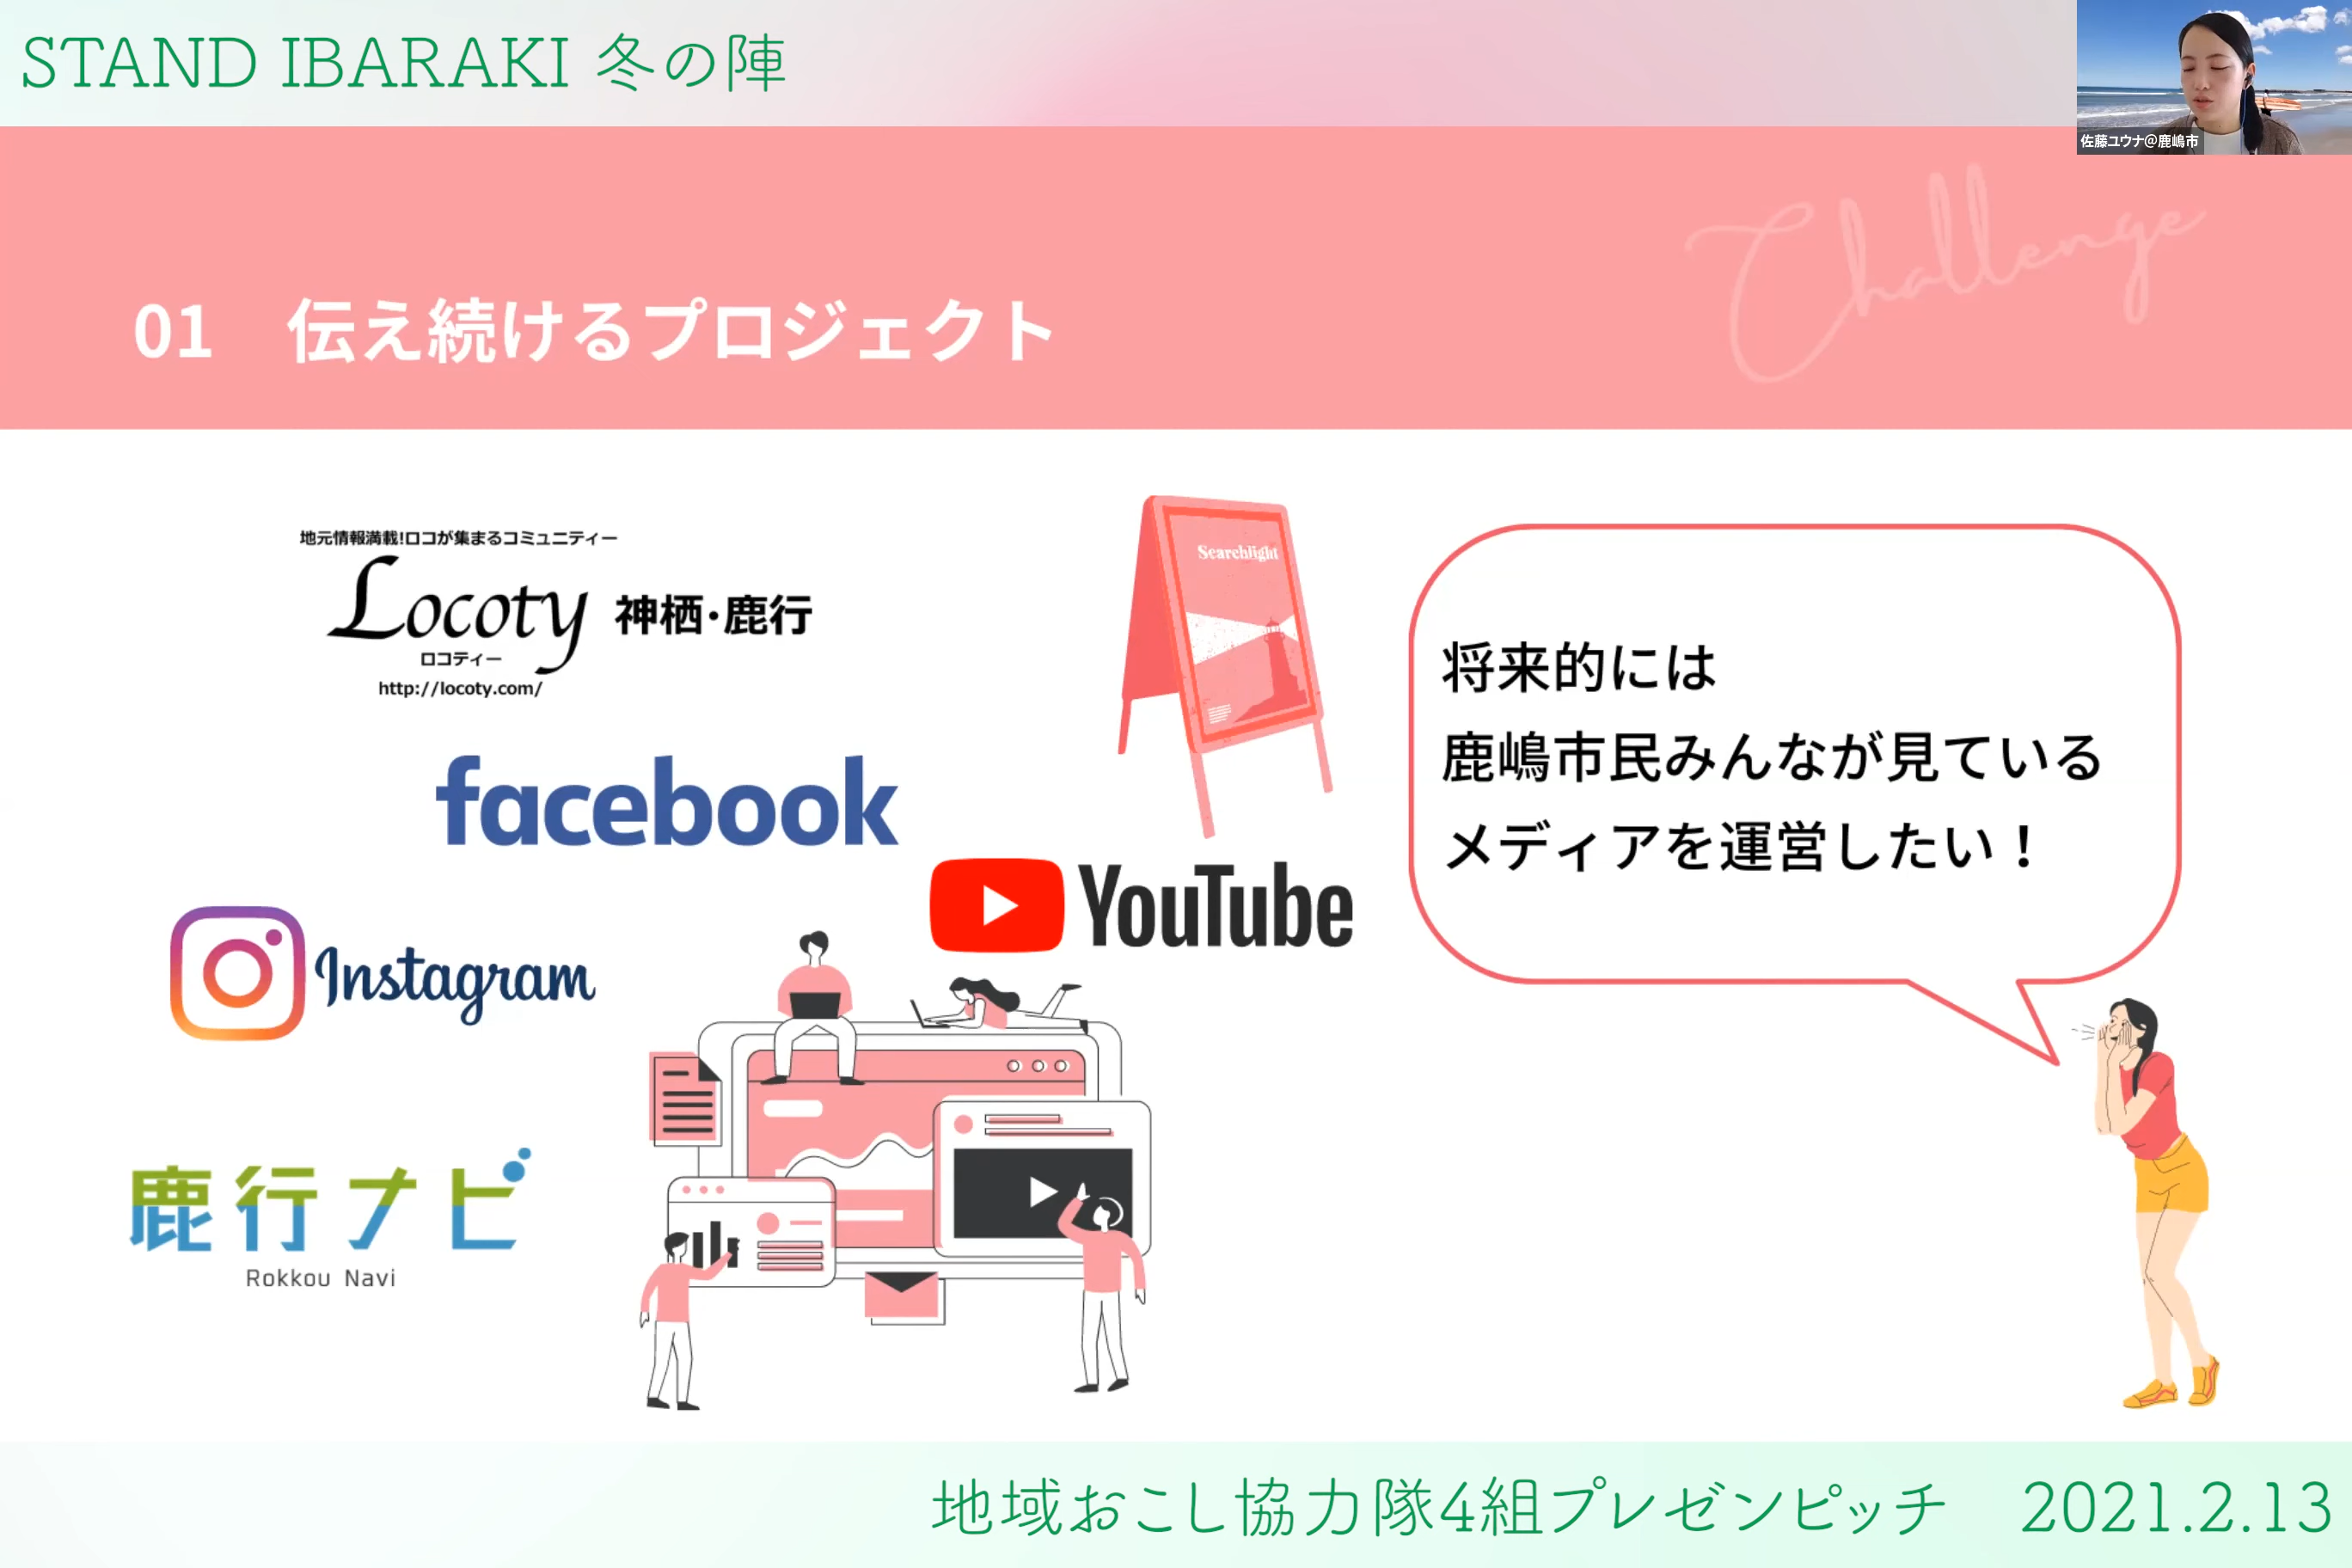 STAND IBARAKI 冬の陣
佐藤ユウナ@鹿嶋市
Challenge
01 伝え続けるプロジェクト
地元情報満載!ロコが集まるコミュニティー
Locoty 神栖・鹿行
ロコティー
http://locoty.com/
Searchlight
facebook
YouTube
Instagram
鹿行ナビ
Rokkou Navi
将来的には
鹿嶋市民みんなが見ている
メディアを運営したい！
地域おこし協力隊4組プレゼンピッチ 2021.2.13